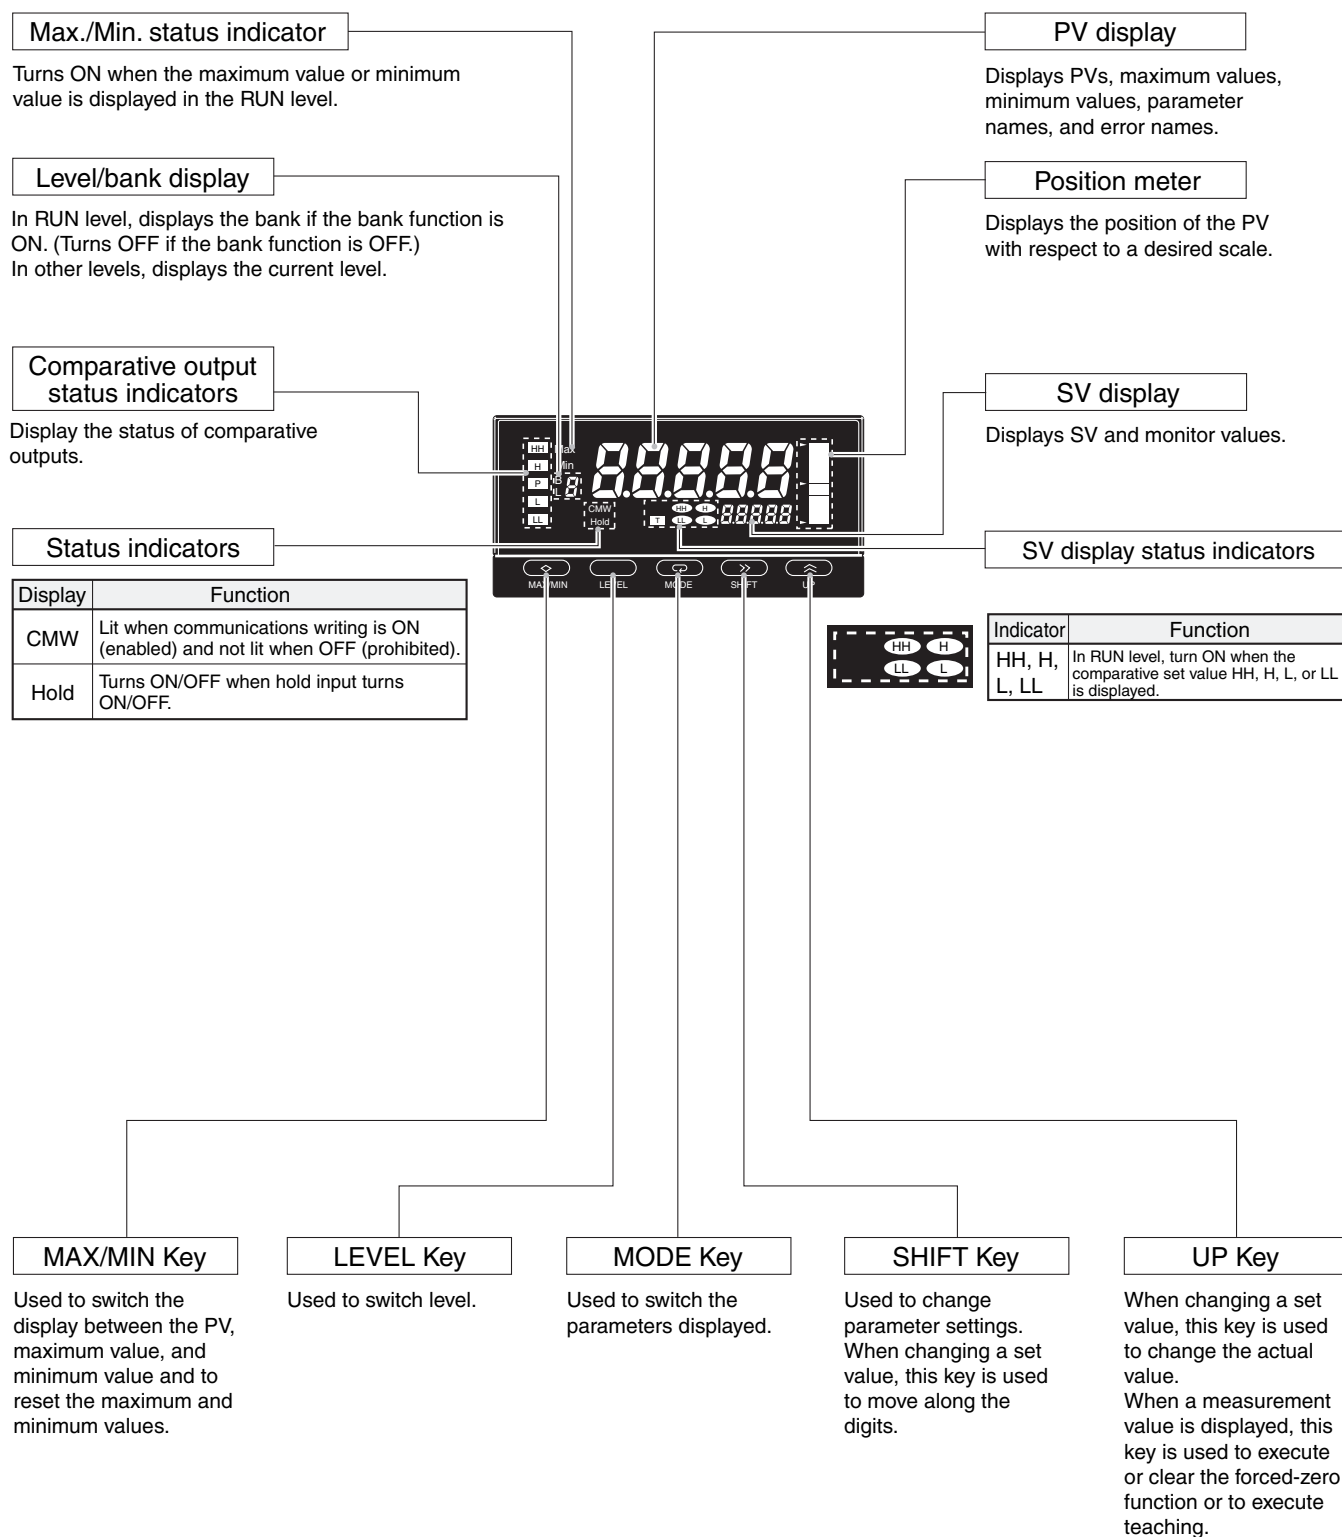 Max./Min. status indicator
Turns ON when the maximum value or minimum
value is displayed in the RUN level.
Level/bank display
In RUN level, displays the bank if the bank function is
ON. (Turns OFF if the bank function is OFF.)
In other levels, displays the current level.
Comparative output
status indicators
Display the status of comparative
outputs.
Status indicators
Display Function
CMW Lit when communications writing is ON
(enabled) and not lit when OFF (prohibited).
Hold Turns ON/OFF when hold input turns
ON/OFF.
PV display
Displays PVs, maximum values,
minimum values, parameter
names, and error names.
Position meter
Displays the position of the PV
with respect to a desired scale.
SV display
Displays SV and monitor values.
SV display status indicators
Indicator Function
HH, H,
L, LL
In RUN level, turn ON when the
comparative set value HH, H, L, or LL
is displayed.
HH H
LL L
HH
H
P
L
LL
Max
Min
B
L
8
88888
CMW
Hold
T
HH H
LL L
8.8.8.8.8
MAX/MIN LEVEL MODE SHIFT UP
MAX/MIN Key
Used to switch the
display between the PV,
maximum value, and
minimum value and to
reset the maximum and
minimum values.
LEVEL Key
Used to switch level.
MODE Key
Used to switch the
parameters displayed.
SHIFT Key
Used to change
parameter settings.
When changing a set
value, this key is used
to move along the
digits.
UP Key
When changing a set
value, this key is used
to change the actual
value.
When a measurement
value is displayed, this
key is used to execute
or clear the forced-zero
function or to execute
teaching.